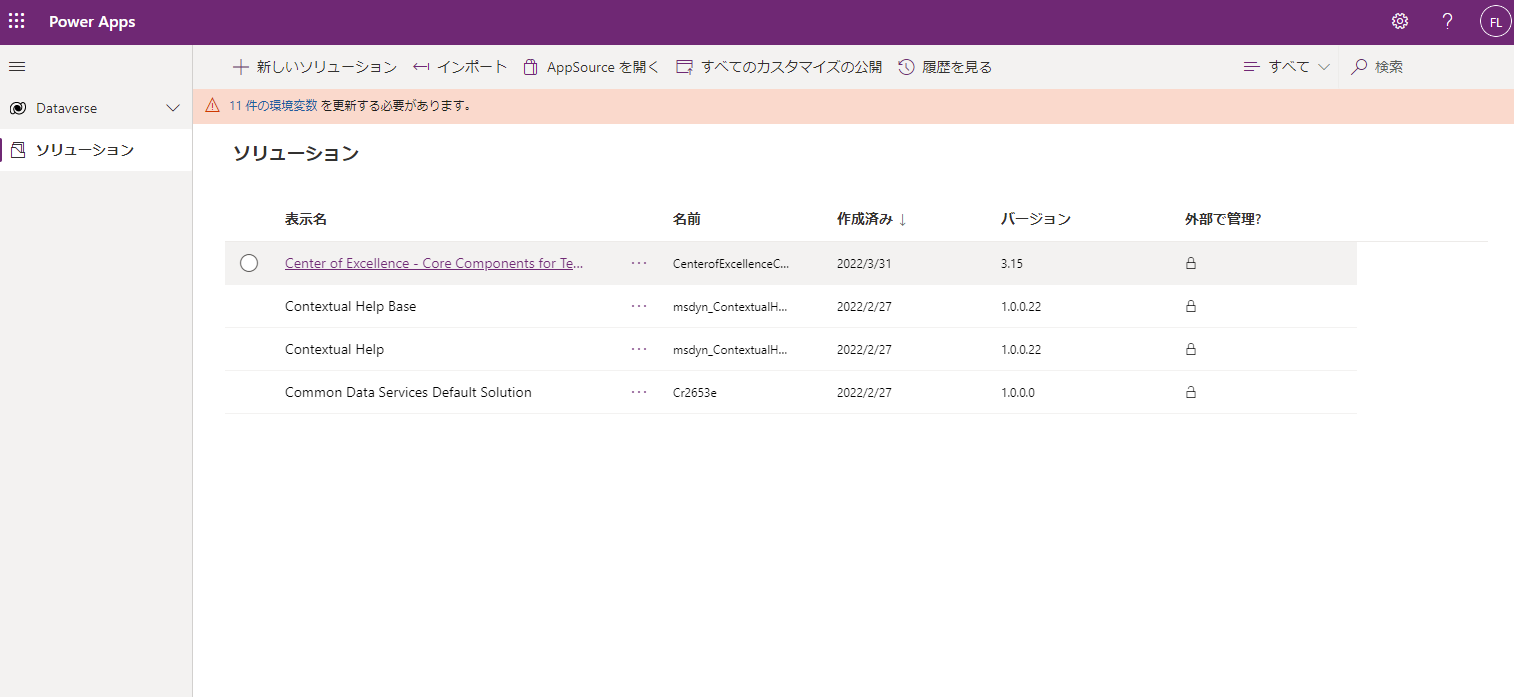 Power Apps
FL
新しいソリューション インポート AppSource を開く すべてのカスタマイズの公開 履歴を見る すべて 検索
Dataverse
11 件の環境変数 を更新する必要があります。
ソリューション
ソリューション
表示名 名前 作成済み ↓ バージョン 外部で管理?
Center of Excellence - Core Components for Te... ... CenterofExcellenceC... 2022/3/31 3.15
Contextual Help Base ... msdyn_ContextualH... 2022/2/27 1.0.0.22
Contextual Help ... msdyn_ContextualH... 2022/2/27 1.0.0.22
Common Data Services Default Solution ... Cr2653e 2022/2/27 1.0.0.0